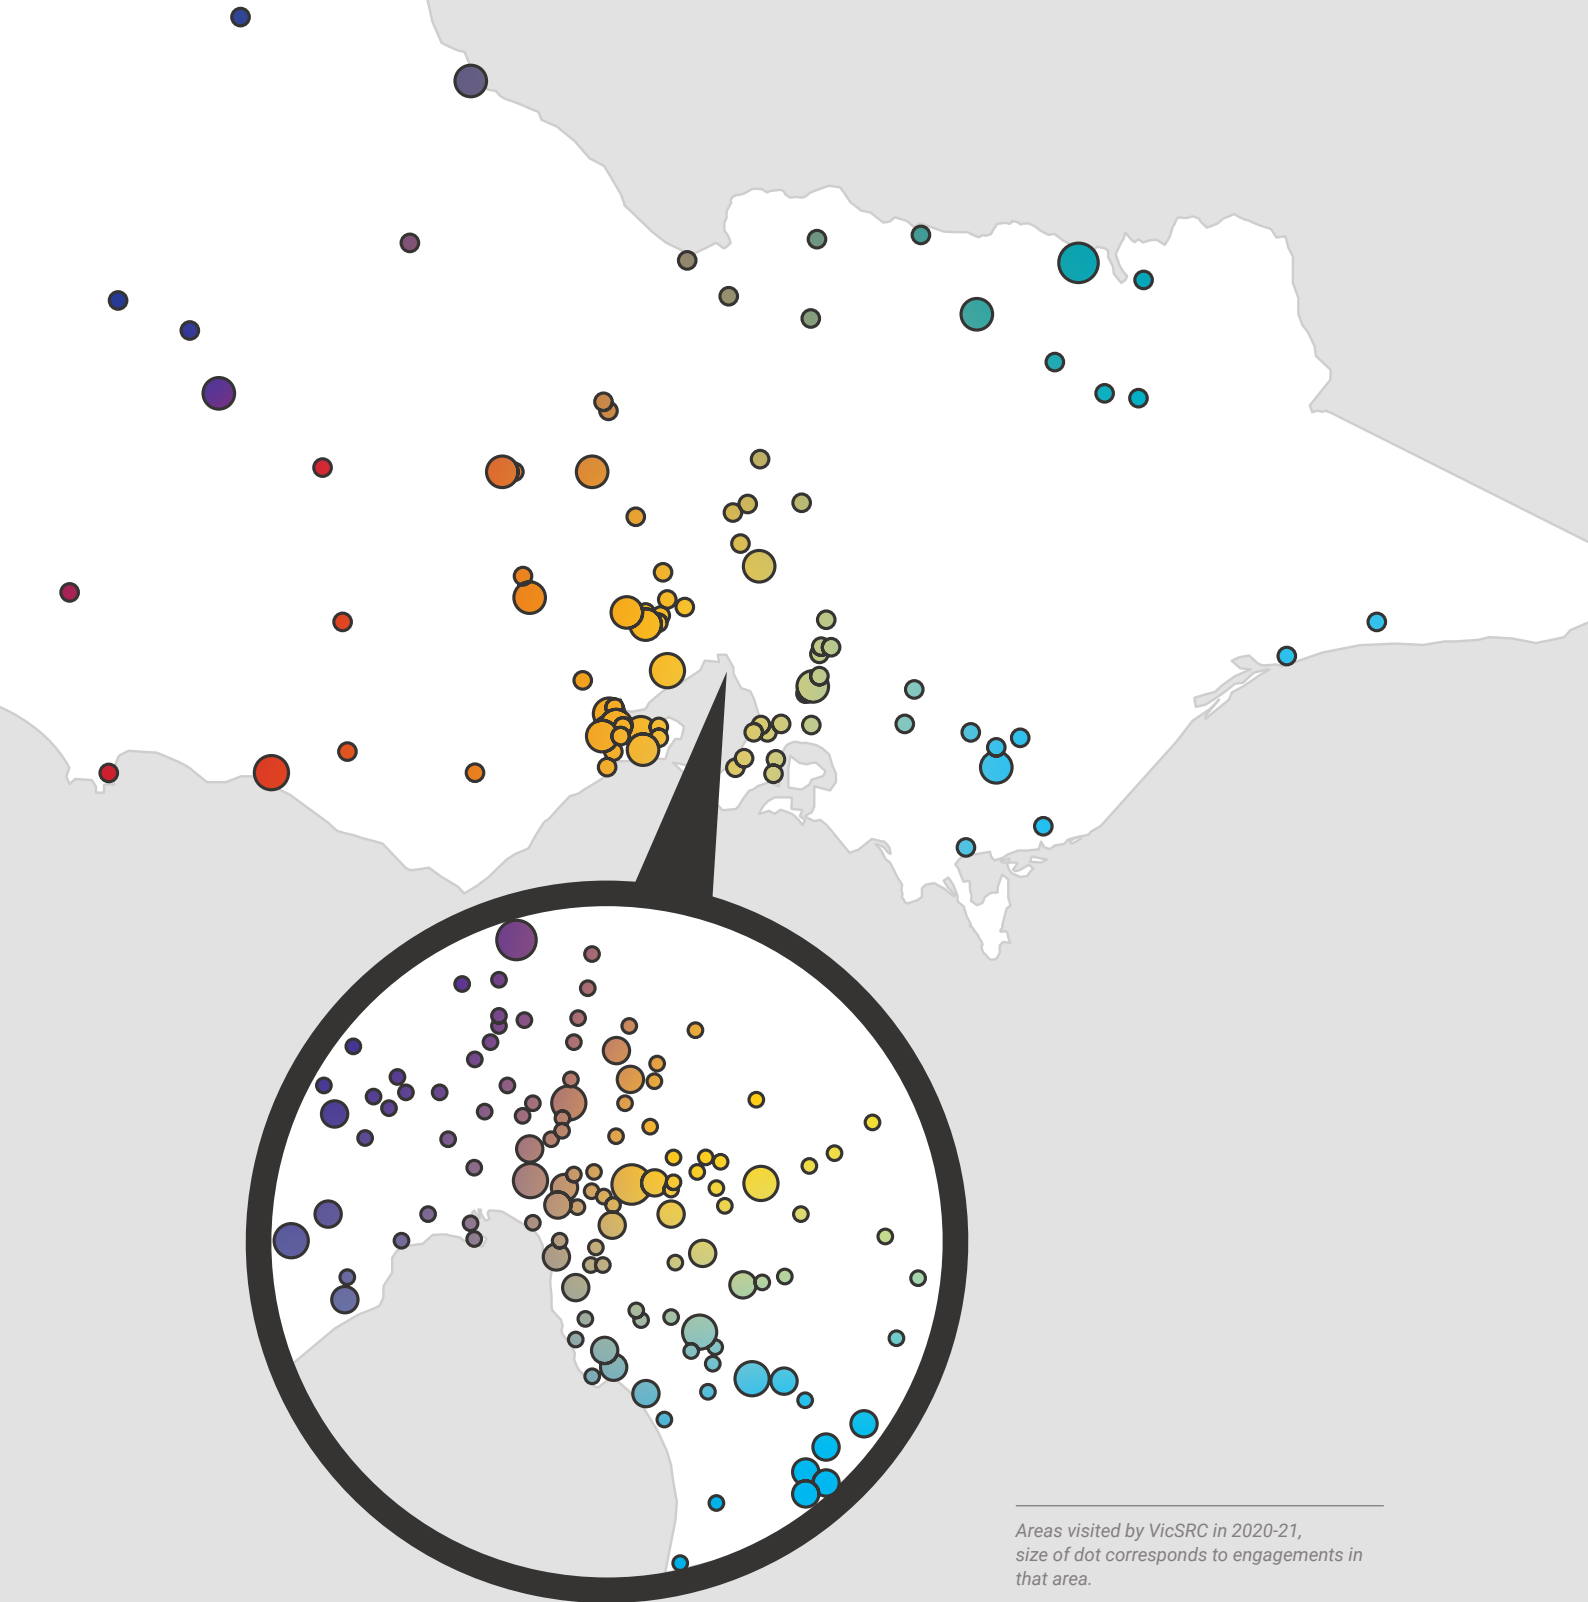 Areas visited by VicSRC in 2020-21,
size of dot corresponds to engagements in
that area.